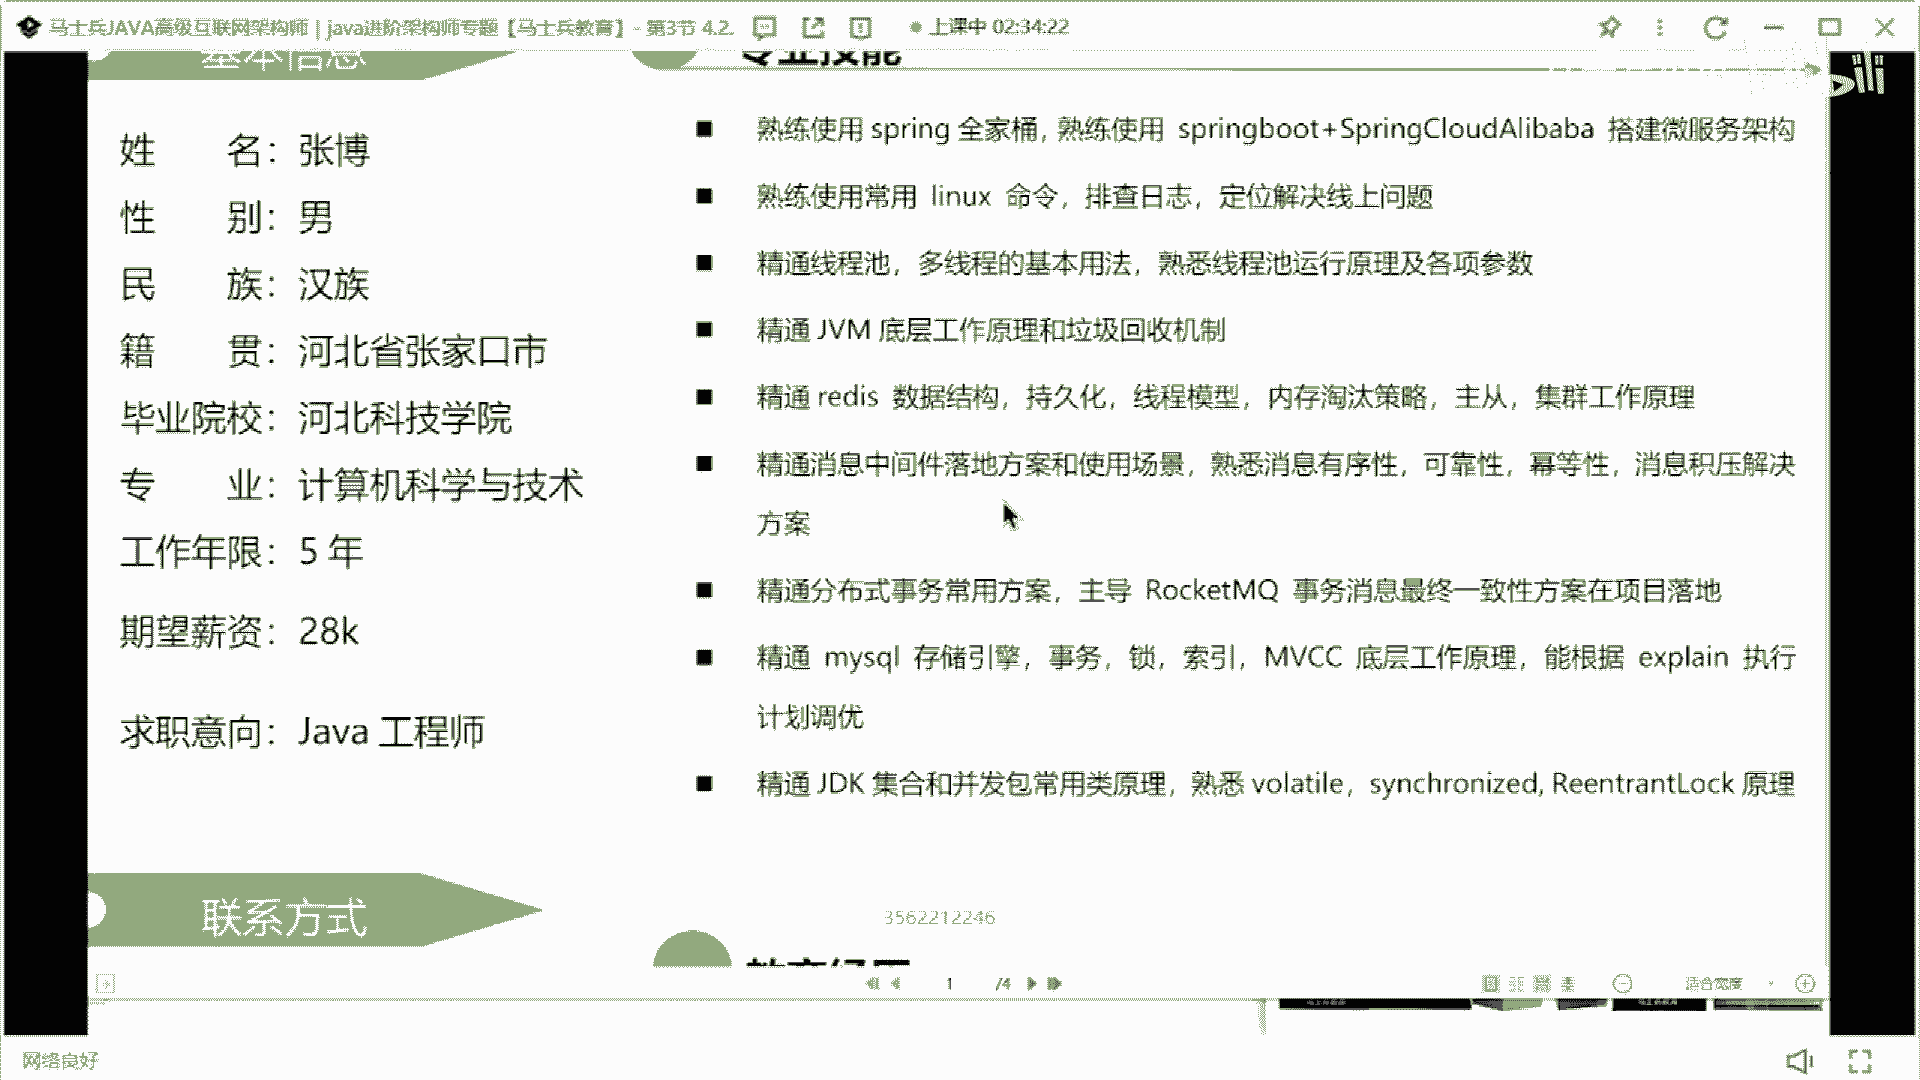 马士兵JAVA高级互联网架构师 | java进阶架构师专题【马士兵教育】 - 第3节 4.2. 上课中 02:34:22
基本信息
姓 名：张博
性 别：男
民 族：汉族
籍 贯：河北省张家口市
毕业院校：河北科技学院
专 业：计算机科学与技术
工作年限：5 年
期望薪资：28k
求职意向：Java 工程师
联系方式
专业技能
■ 熟练使用 spring 全家桶, 熟练使用 springboot+SpringCloudAlibaba 搭建微服务架构
■ 熟练使用常用 linux 命令，排查日志，定位解决线上问题
■ 精通线程池，多线程的基本用法，熟悉线程池运行原理及各项参数
■ 精通 JVM 底层工作原理和垃圾回收机制
■ 精通 redis 数据结构，持久化，线程模型，内存淘汰策略，主从，集群工作原理
■ 精通消息中间件落地方案和使用场景，熟悉消息有序性，可靠性，幂等性，消息积压解决
方案
■ 精通分布式事务常用方案，主导 RocketMQ 事务消息最终一致性方案在项目落地
■ 精通 mysql 存储引擎，事务，锁，索引，MVCC 底层工作原理，能根据 explain 执行
计划调优
■ 精通 JDK 集合和并发包常用类原理，熟悉 volatile，synchronized, ReentrantLock 原理
3562212246
教育经历
1 /4
适合宽度
网络良好